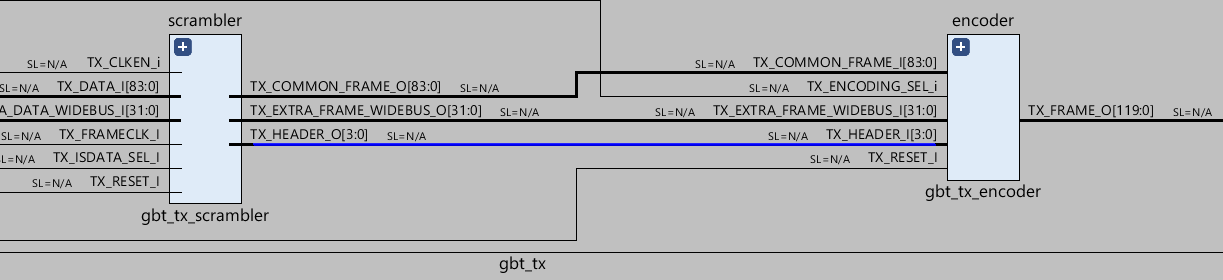 scrambler
SL=N/A TX_CLKEN_i
TX_DATA_I[83:0]
A_DATA_WIDEBUS_I[31:0]
SL=N/A TX_FRAMECLK_I
SL=N/A TX_ISDATA_SEL_I
SL=N/A TX_RESET_I
TX_COMMON_FRAME_O[83:0] SL=N/A
TX_EXTRA_FRAME_WIDEBUS_O[31:0] SL=N/A
TX_HEADER_O[3:0] SL=N/A
gbt_tx_scrambler
encoder
SL=N/A TX_COMMON_FRAME_I[83:0]
SL=N/A TX_ENCODING_SEL_i
SL=N/A TX_EXTRA_FRAME_WIDEBUS_I[31:0]
SL=N/A TX_HEADER_I[3:0]
SL=N/A TX_RESET_I
TX_FRAME_O[119:0] SL=N/A
gbt_tx_encoder
gbt_tx